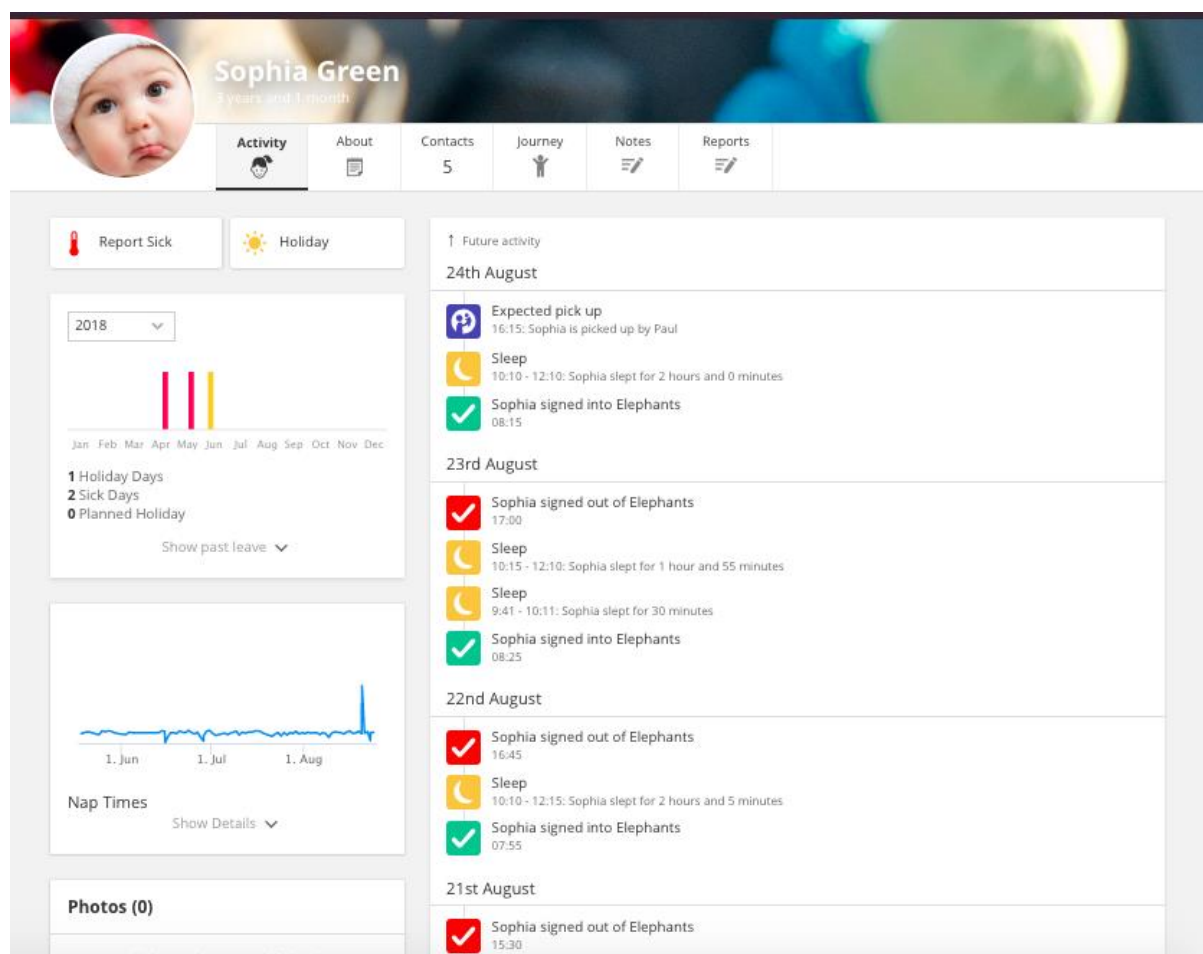 Sophia Green
3 years and 1 month
Activity
About
Contacts
5
Journey
Notes
Reports
Report Sick
Holiday
2018
Jan Feb Mar Apr May Jun Jul Aug Sep Oct Nov Dec
1 Holiday Days
2 Sick Days
0 Planned Holiday
Show past leave
1. Jun 1. Jul 1. Aug
Nap Times
Show Details
Photos (0)
↑ Future activity
24th August
Expected pick up
16:15: Sophia is picked up by Paul
Sleep
10:10 - 12:10: Sophia slept for 2 hours and 0 minutes
Sophia signed into Elephants
08:15
23rd August
Sophia signed out of Elephants
17:00
Sleep
10:15 - 12:10: Sophia slept for 1 hour and 55 minutes
Sleep
9:41 - 10:11: Sophia slept for 30 minutes
Sophia signed into Elephants
08:25
22nd August
Sophia signed out of Elephants
16:45
Sleep
10:10 - 12:15: Sophia slept for 2 hours and 5 minutes
Sophia signed into Elephants
07:55
21st August
Sophia signed out of Elephants
15:30